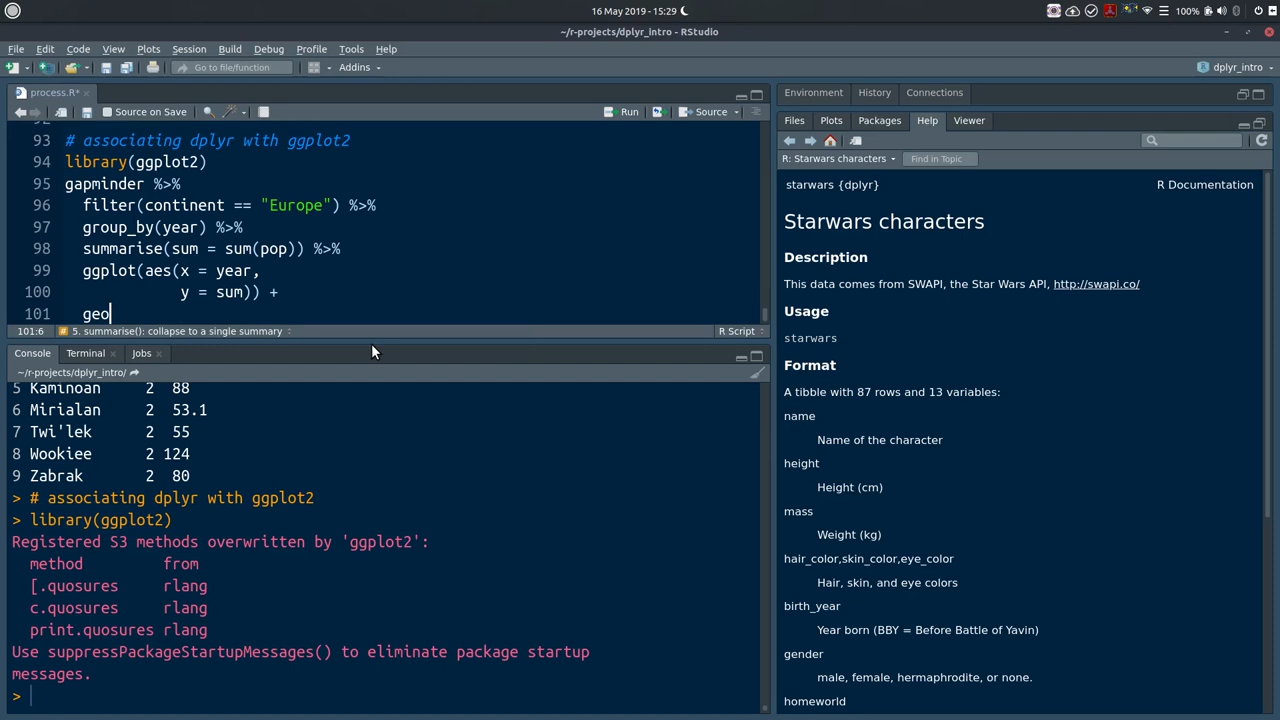 16 May 2019 - 15:29
100%
~/r-projects/dplyr_intro - RStudio
File Edit Code View Plots Session Build Debug Profile Tools Help
Go to file/function Addins dplyr_intro
process.R*
Source on Save Run Source
93 # associating dplyr with ggplot2
94 library(ggplot2)
95 gapminder %>%
96 filter(continent == "Europe") %>%
97 group_by(year) %>%
98 summarise(sum = sum(pop)) %>%
99 ggplot(aes(x = year,
100 y = sum)) +
101 geo
101:6 5. summarise(): collapse to a single summary R Script
Console Terminal Jobs
~/r-projects/dplyr_intro/
5 Kaminoan 2 88
6 Mirialan 2 53.1
7 Twi'lek 2 55
8 Wookiee 2 124
9 Zabrak 2 80
> # associating dplyr with ggplot2
> library(ggplot2)
Registered S3 methods overwritten by 'ggplot2':
method from
[.quosures rlang
c.quosures rlang
print.quosures rlang
Use suppressPackageStartupMessages() to eliminate package startup
messages.
>
Environment History Connections
Files Plots Packages Help Viewer
R: Starwars characters Find in Topic
starwars {dplyr} R Documentation
Starwars characters
Description
This data comes from SWAPI, the Star Wars API, http://swapi.co/
Usage
starwars
Format
A tibble with 87 rows and 13 variables:
name
Name of the character
height
Height (cm)
mass
Weight (kg)
hair_color,skin_color,eye_color
Hair, skin, and eye colors
birth_year
Year born (BBY = Before Battle of Yavin)
gender
male, female, hermaphrodite, or none.
homeworld